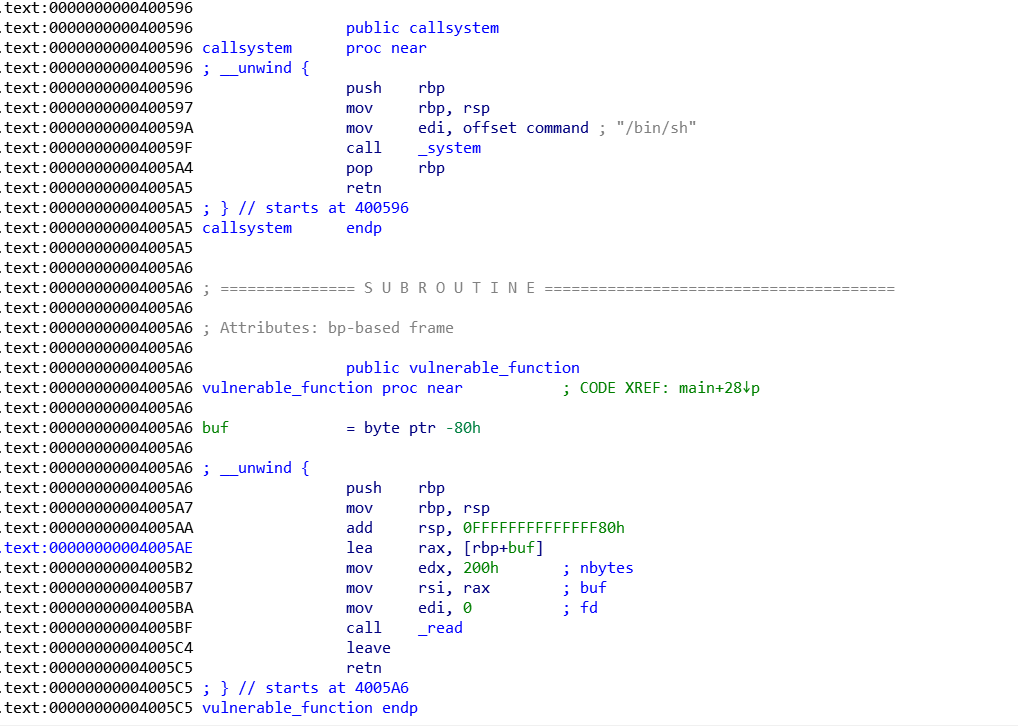 .text:0000000000400596
.text:0000000000400596 public callsystem
.text:0000000000400596 callsystem proc near
.text:0000000000400596 ; __unwind {
.text:0000000000400596 push rbp
.text:0000000000400597 mov rbp, rsp
.text:000000000040059A mov edi, offset command ; "/bin/sh"
.text:000000000040059F call _system
.text:00000000004005A4 pop rbp
.text:00000000004005A5 retn
.text:00000000004005A5 ; } // starts at 400596
.text:00000000004005A5 callsystem endp
.text:00000000004005A5
.text:00000000004005A6
.text:00000000004005A6 ; =============== S U B R O U T I N E =======================================
.text:00000000004005A6
.text:00000000004005A6 ; Attributes: bp-based frame
.text:00000000004005A6
.text:00000000004005A6 public vulnerable_function
.text:00000000004005A6 vulnerable_function proc near ; CODE XREF: main+28↓p
.text:00000000004005A6
.text:00000000004005A6 buf = byte ptr -80h
.text:00000000004005A6
.text:00000000004005A6 ; __unwind {
.text:00000000004005A6 push rbp
.text:00000000004005A7 mov rbp, rsp
.text:00000000004005AA add rsp, 0FFFFFFFFFFFFFF80h
.text:00000000004005AE lea rax, [rbp+buf]
.text:00000000004005B2 mov edx, 200h ; nbytes
.text:00000000004005B7 mov rsi, rax ; buf
.text:00000000004005BA mov edi, 0 ; fd
.text:00000000004005BF call _read
.text:00000000004005C4 leave
.text:00000000004005C5 retn
.text:00000000004005C5 ; } // starts at 4005A6
.text:00000000004005C5 vulnerable_function endp